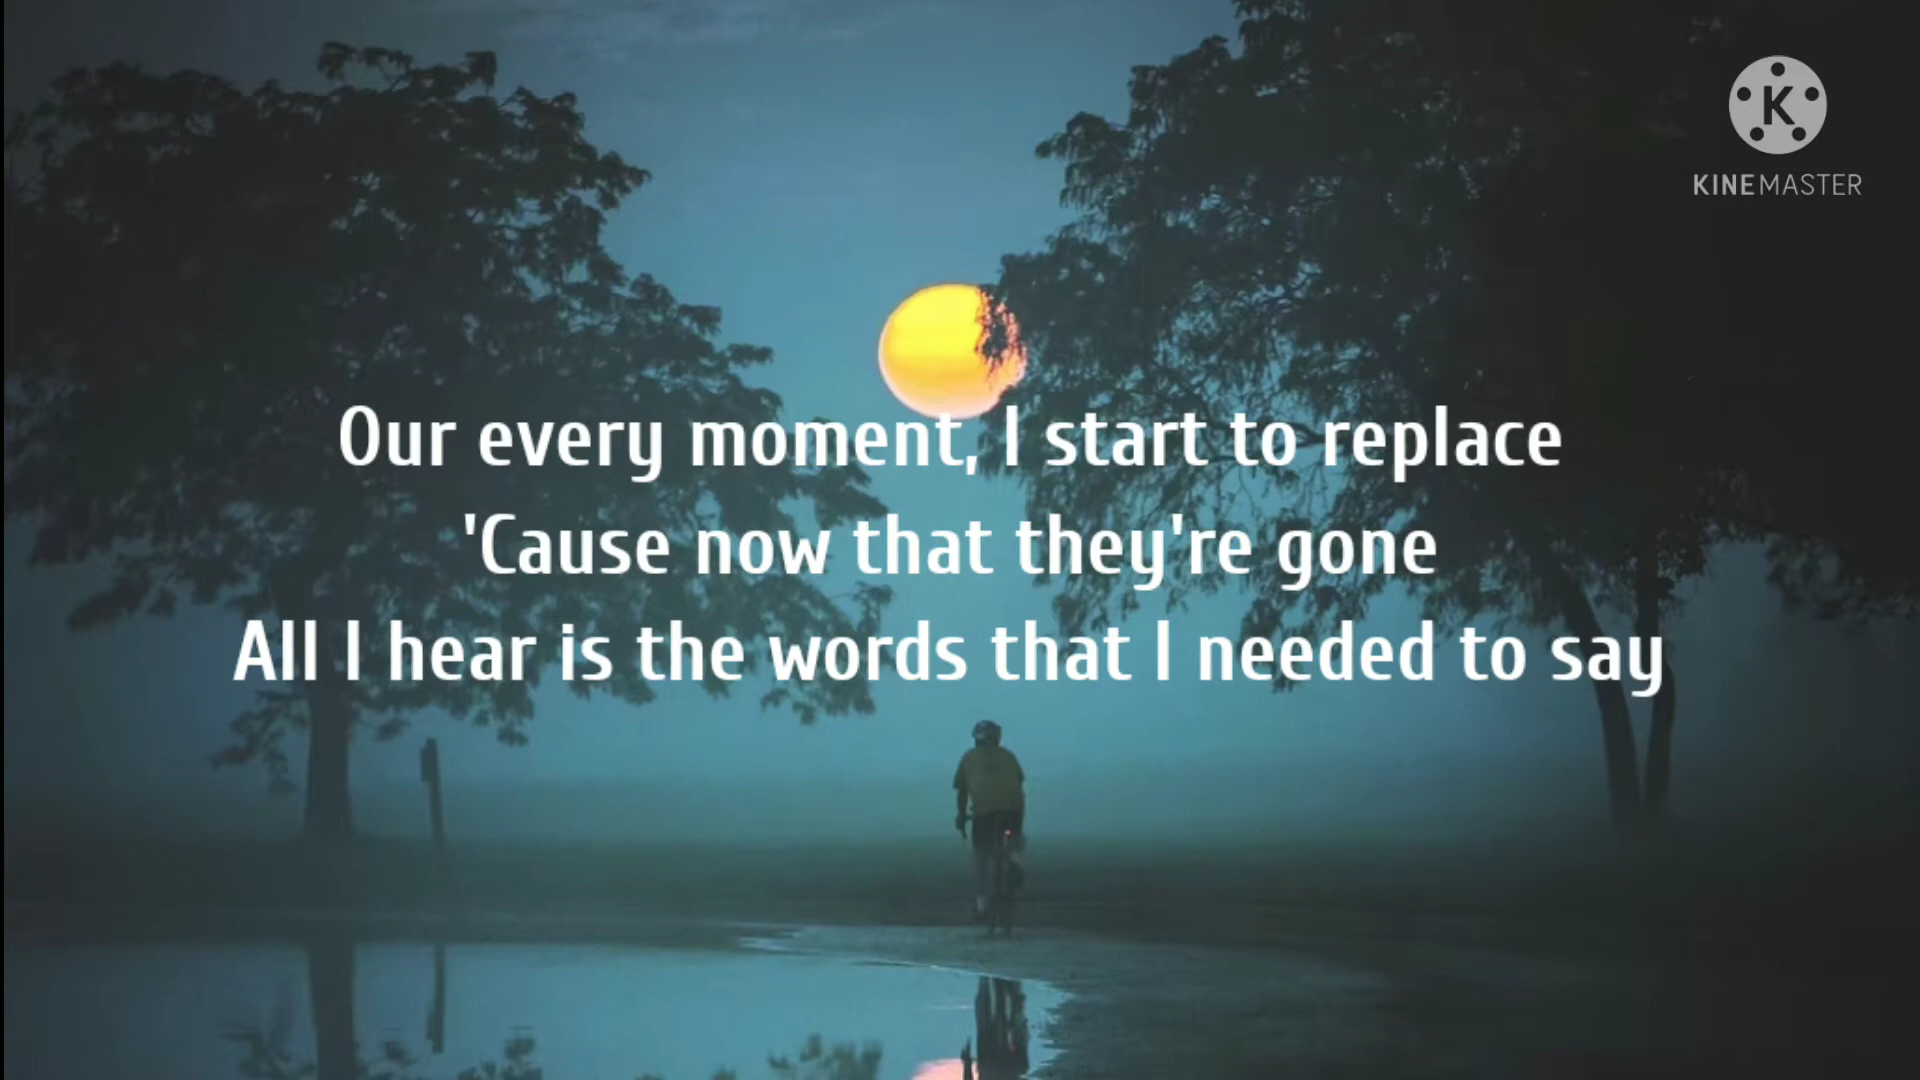 K
KINEMASTER
Our every moment, I start to replace
'Cause now that they're gone
All I hear is the words that I needed to say